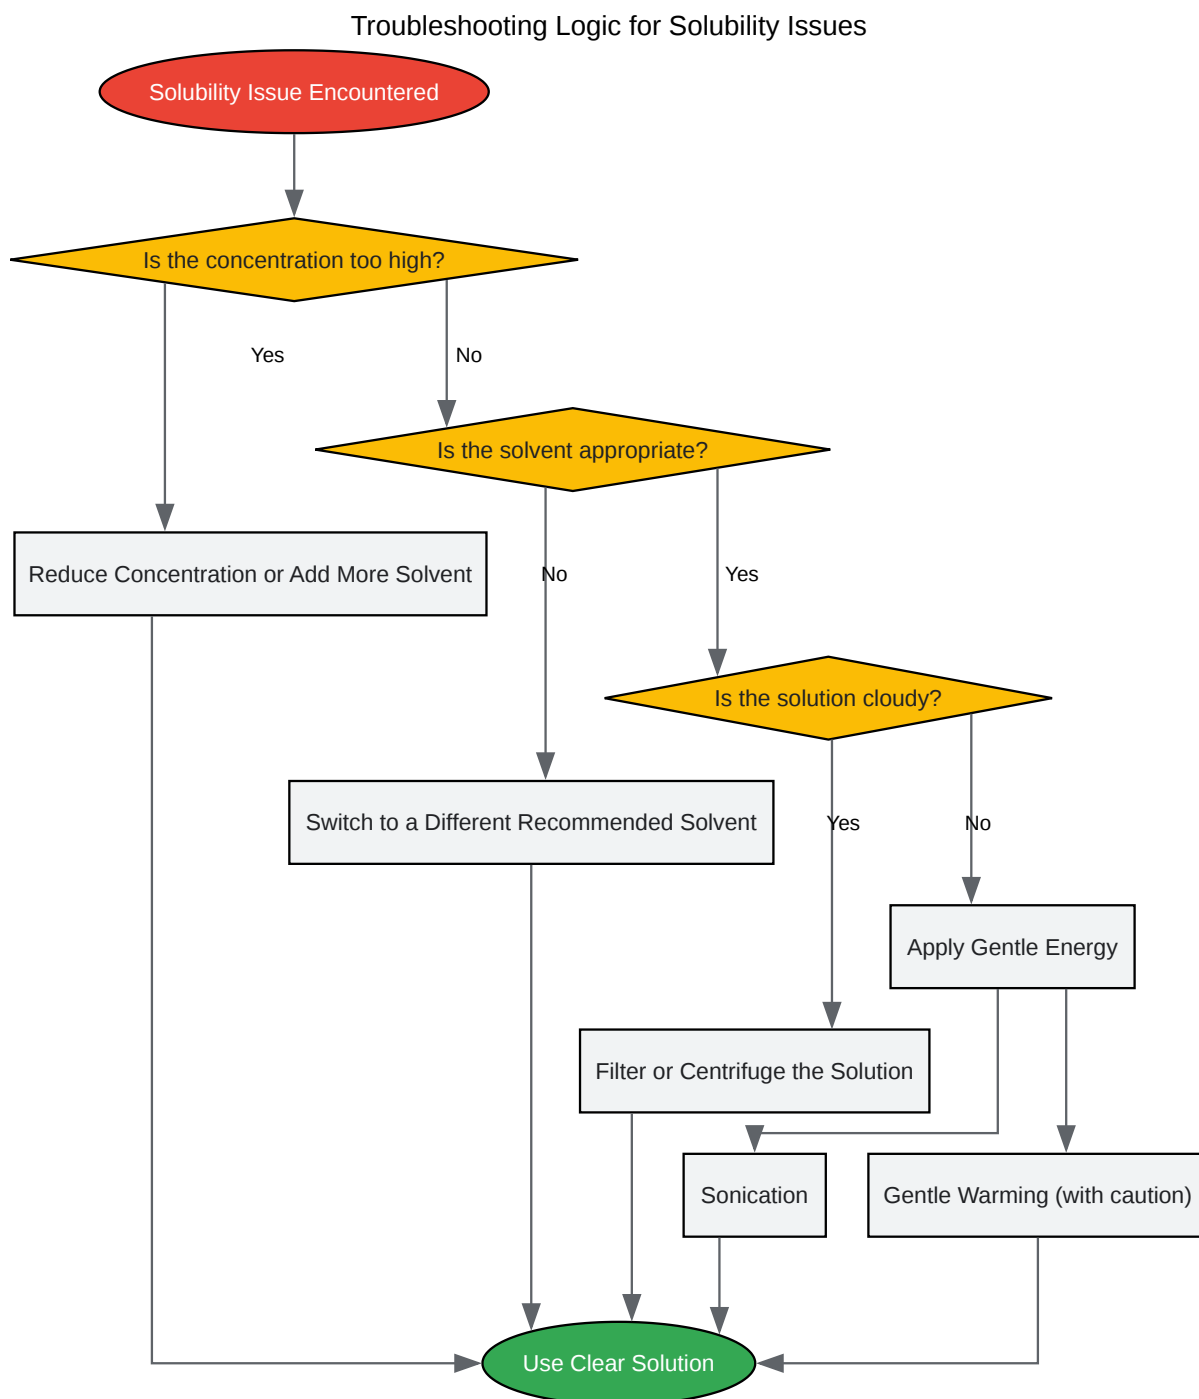 Troubleshooting Logic for Solubility Issues
Solubility Issue Encountered
Is the concentration too high?
Yes
No
Is the solvent appropriate?
Reduce Concentration or Add More Solvent
No
Yes
Is the solution cloudy?
Switch to a Different Recommended Solvent
Yes
No
Apply Gentle Energy
Filter or Centrifuge the Solution
Sonication
Gentle Warming (with caution)
Use Clear Solution